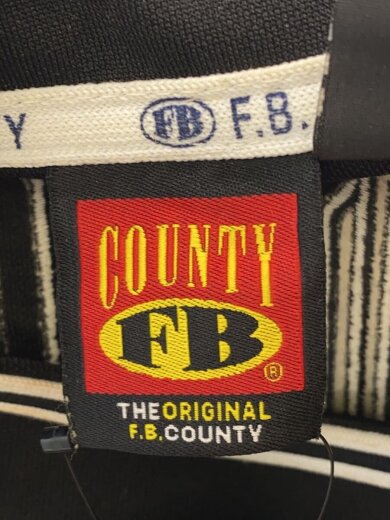 Y FB F.B.
COUNTY
FB
®
THE ORIGINAL
F.B. COUNTY